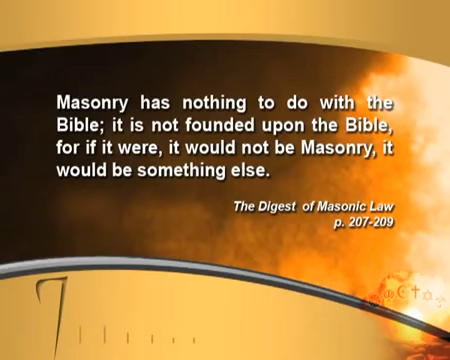 Masonry has nothing to do with the
Bible; it is not founded upon the Bible,
for if it were, it would not be Masonry, it
would be something else.
The Digest of Masonic Law
p. 207-209